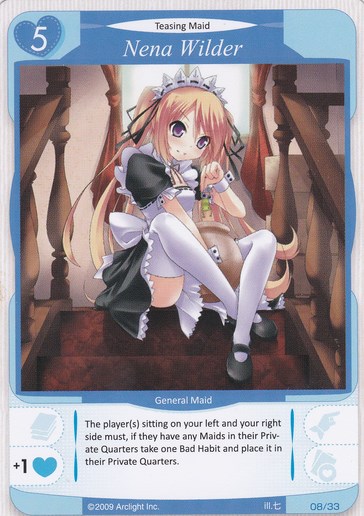 5
Teasing Maid
Nena Wilder
General Maid
The player(s) sitting on your left and your right
side must, if they have any Maids in their Priv-
ate Quarters take one Bad Habit and place it in
their Private Quarters.
+1
©2009 Arclight Inc.
ill.七
08/33